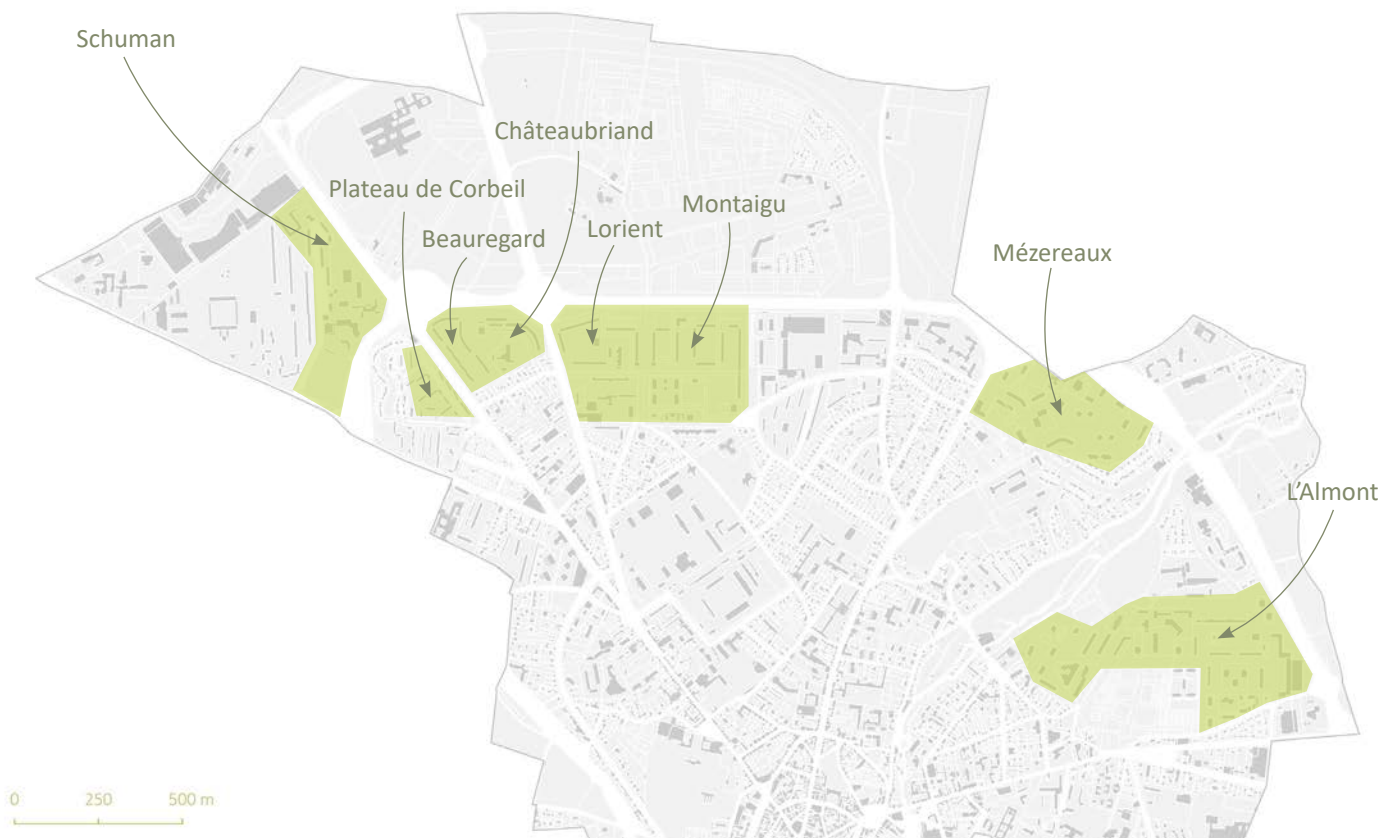 Schuman
Châteaubriand
Plateau de Corbeil
Montaigu
Beauregard
Lorient
Mézereaux
L'Almont
0 250 500 m